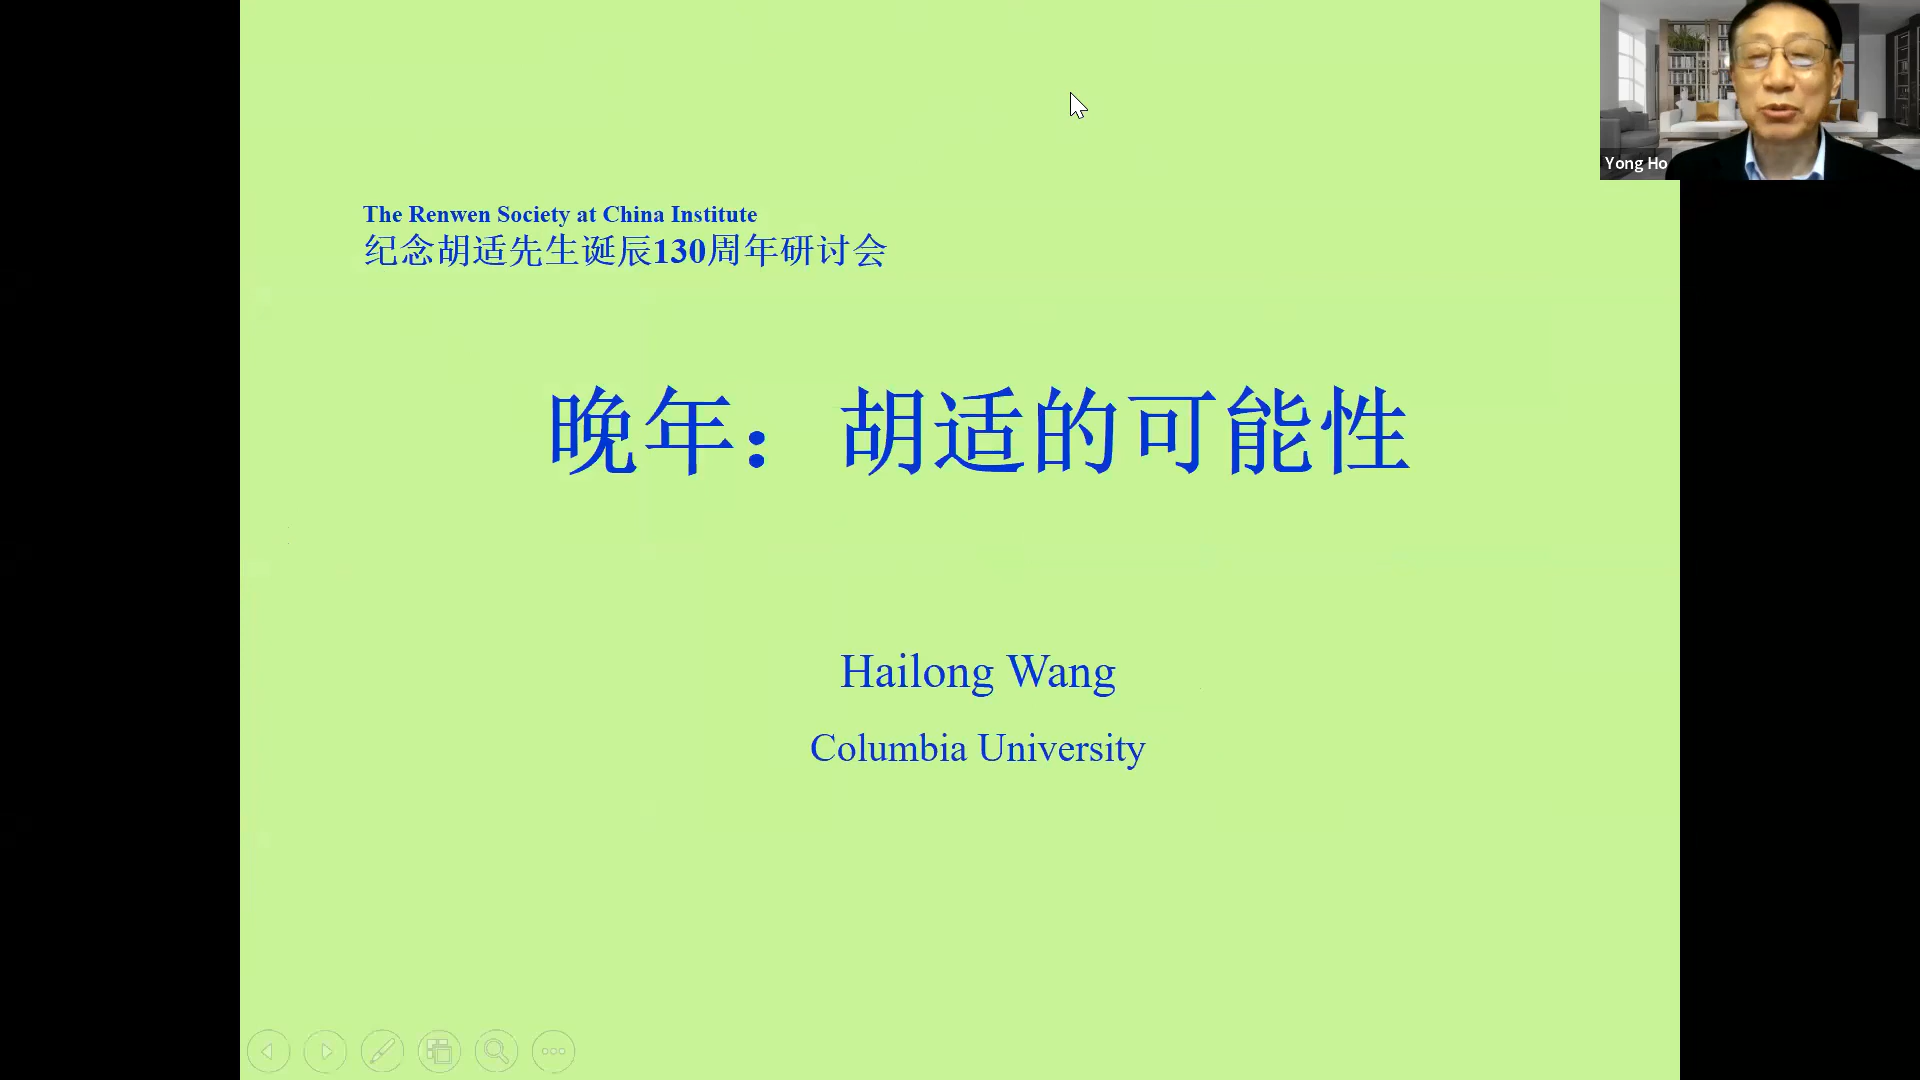 The Renwen Society at China Institute
纪念胡适先生诞辰130周年研讨会
晚年：胡适的可能性
Hailong Wang
Columbia University
Yong Ho